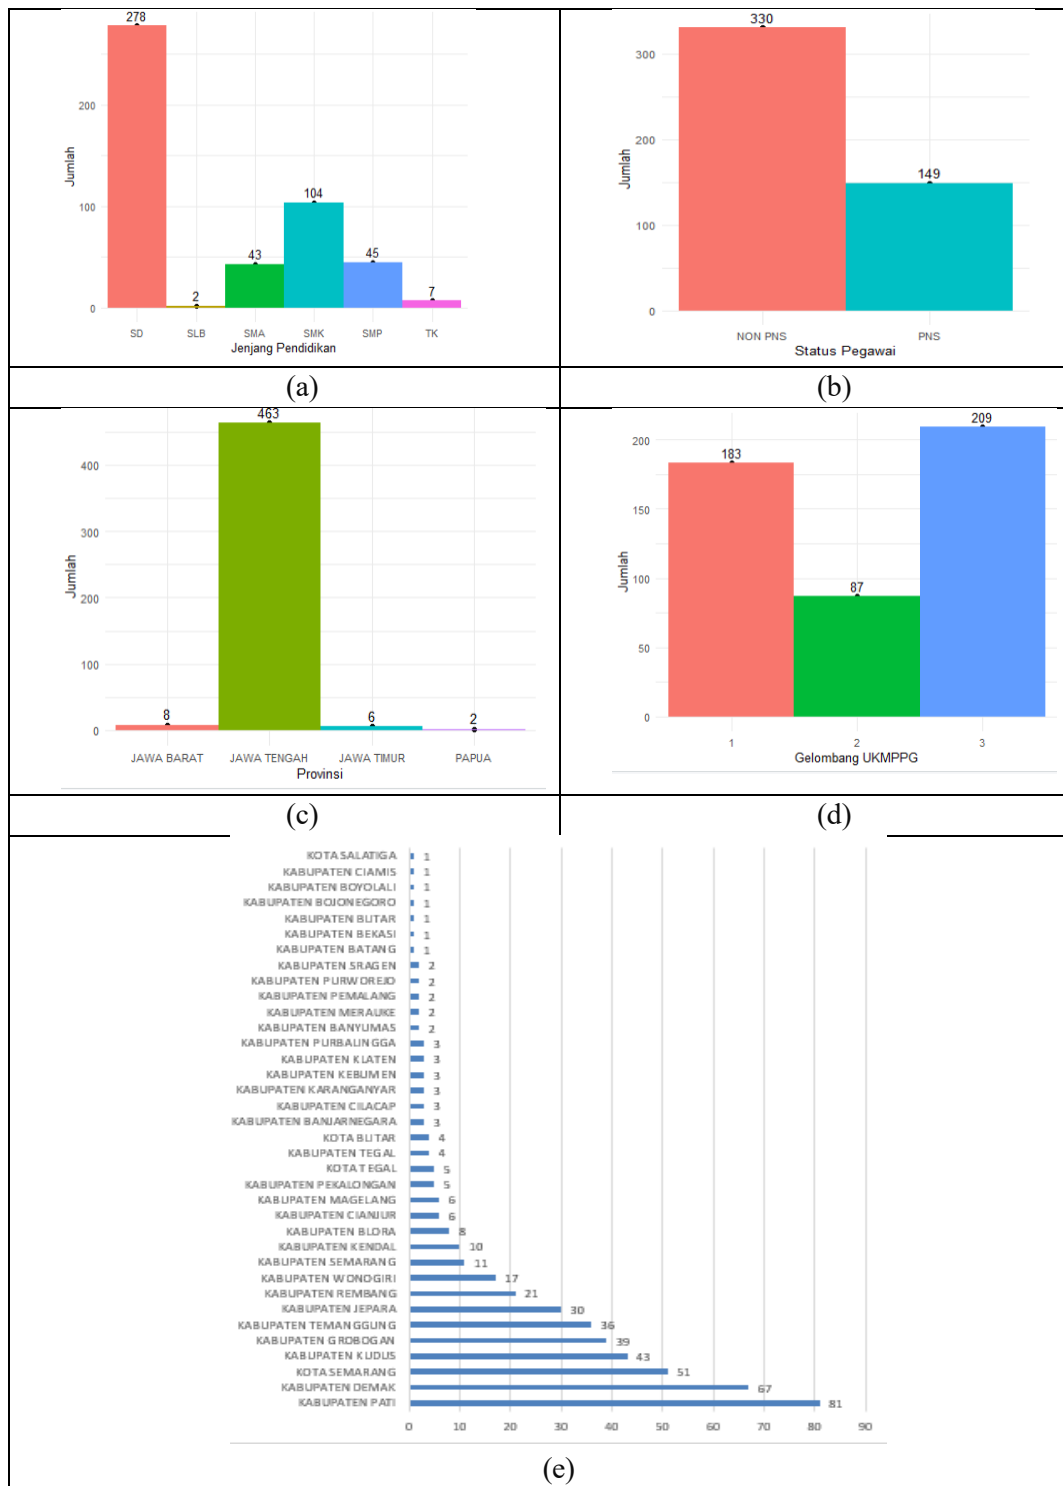 278
200
100
0
Jumlah
2
43
104
45
7
SD SLB SMA SMK SMP TK
Jenjang Pendidikan
(a)
330
300
200
100
0
Jumlah
149
NON PNS PNS
Status Pegawai
(b)
463
400
300
200
100
0
Jumlah
8
6
2
JAWA BARAT JAWA TENGAH JAWA TIMUR PAPUA
Provinsi
(c)
209
200
183
150
100
87
50
0
Jumlah
1 2 3
Gelombang UKMPPG
(d)
KOTA SALATIGA 1
KABUPATEN CIAMIS 1
KABUPATEN BOYOLALI 1
KABUPATEN BOJONEGORO 1
KABUPATEN BLITAR 1
KABUPATEN BEKASI 1
KABUPATEN BATANG 1
KABUPATEN SRAGEN 2
KABUPATEN PURWOREJO 2
KABUPATEN PEMALANG 2
KABUPATEN MERAUKE 2
KABUPATEN BANYUMAS 2
KABUPATEN PURBALINGGA 3
KABUPATEN KLATEN 3
KABUPATEN KEBUMEN 3
KABUPATEN KARANGANYAR 3
KABUPATEN CILACAP 3
KABUPATEN BANJARNEGARA 3
KOTA BLITAR 4
KABUPATEN TEGAL 4
KOTA TEGAL 5
KABUPATEN PEKALONGAN 5
KABUPATEN MAGELANG 6
KABUPATEN CIANJUR 6
KABUPATEN BLORA 8
KABUPATEN KENDAL 10
KABUPATEN SEMARANG 11
KABUPATEN WONOGIRI 17
KABUPATEN REMBANG 21
KABUPATEN JEPARA 30
KABUPATEN TEMANGGUNG 36
KABUPATEN GROBOGAN 39
KABUPATEN KUDUS 43
KOTA SEMARANG 51
KABUPATEN DEMAK 67
KABUPATEN PATI 81
0 10 20 30 40 50 60 70 80 90
(e)